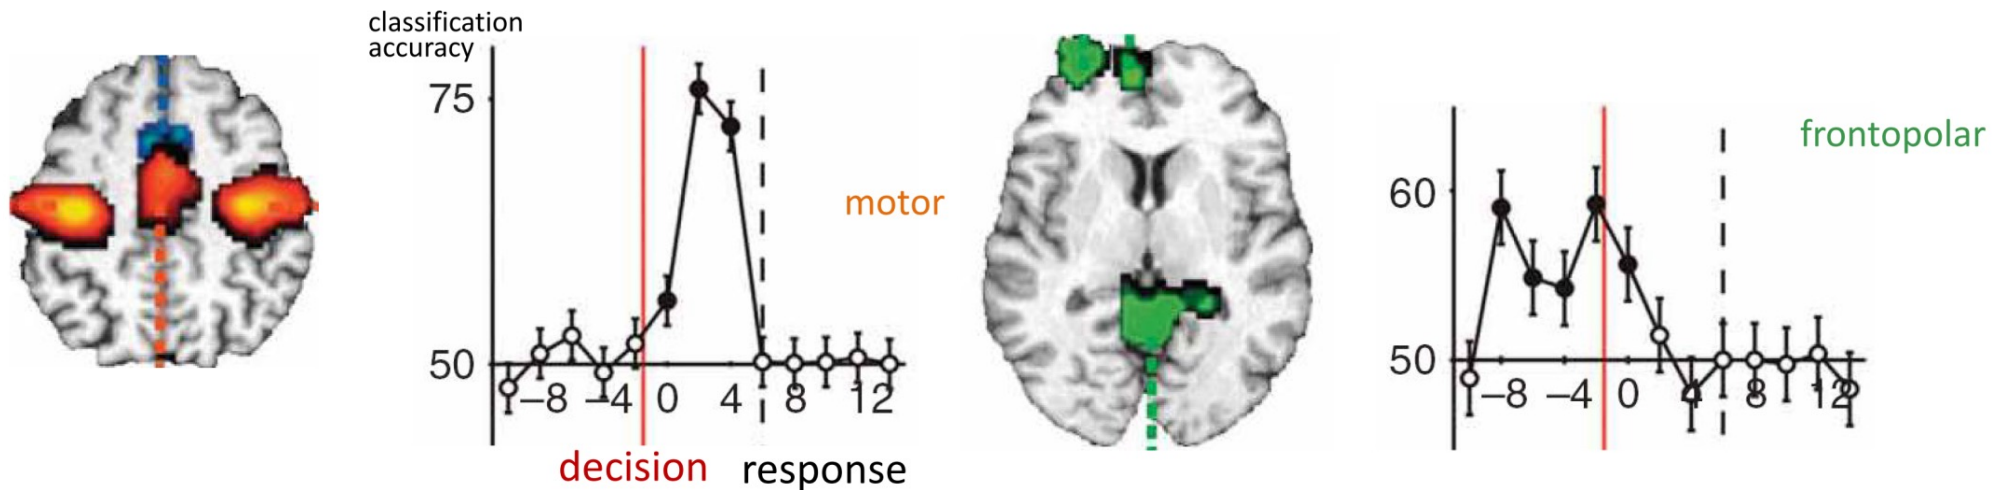 classification
accuracy
75
50
−8 −4 0 4 8 12
decision response
motor
60
50
−8 −4 0 4 8 12
frontopolar